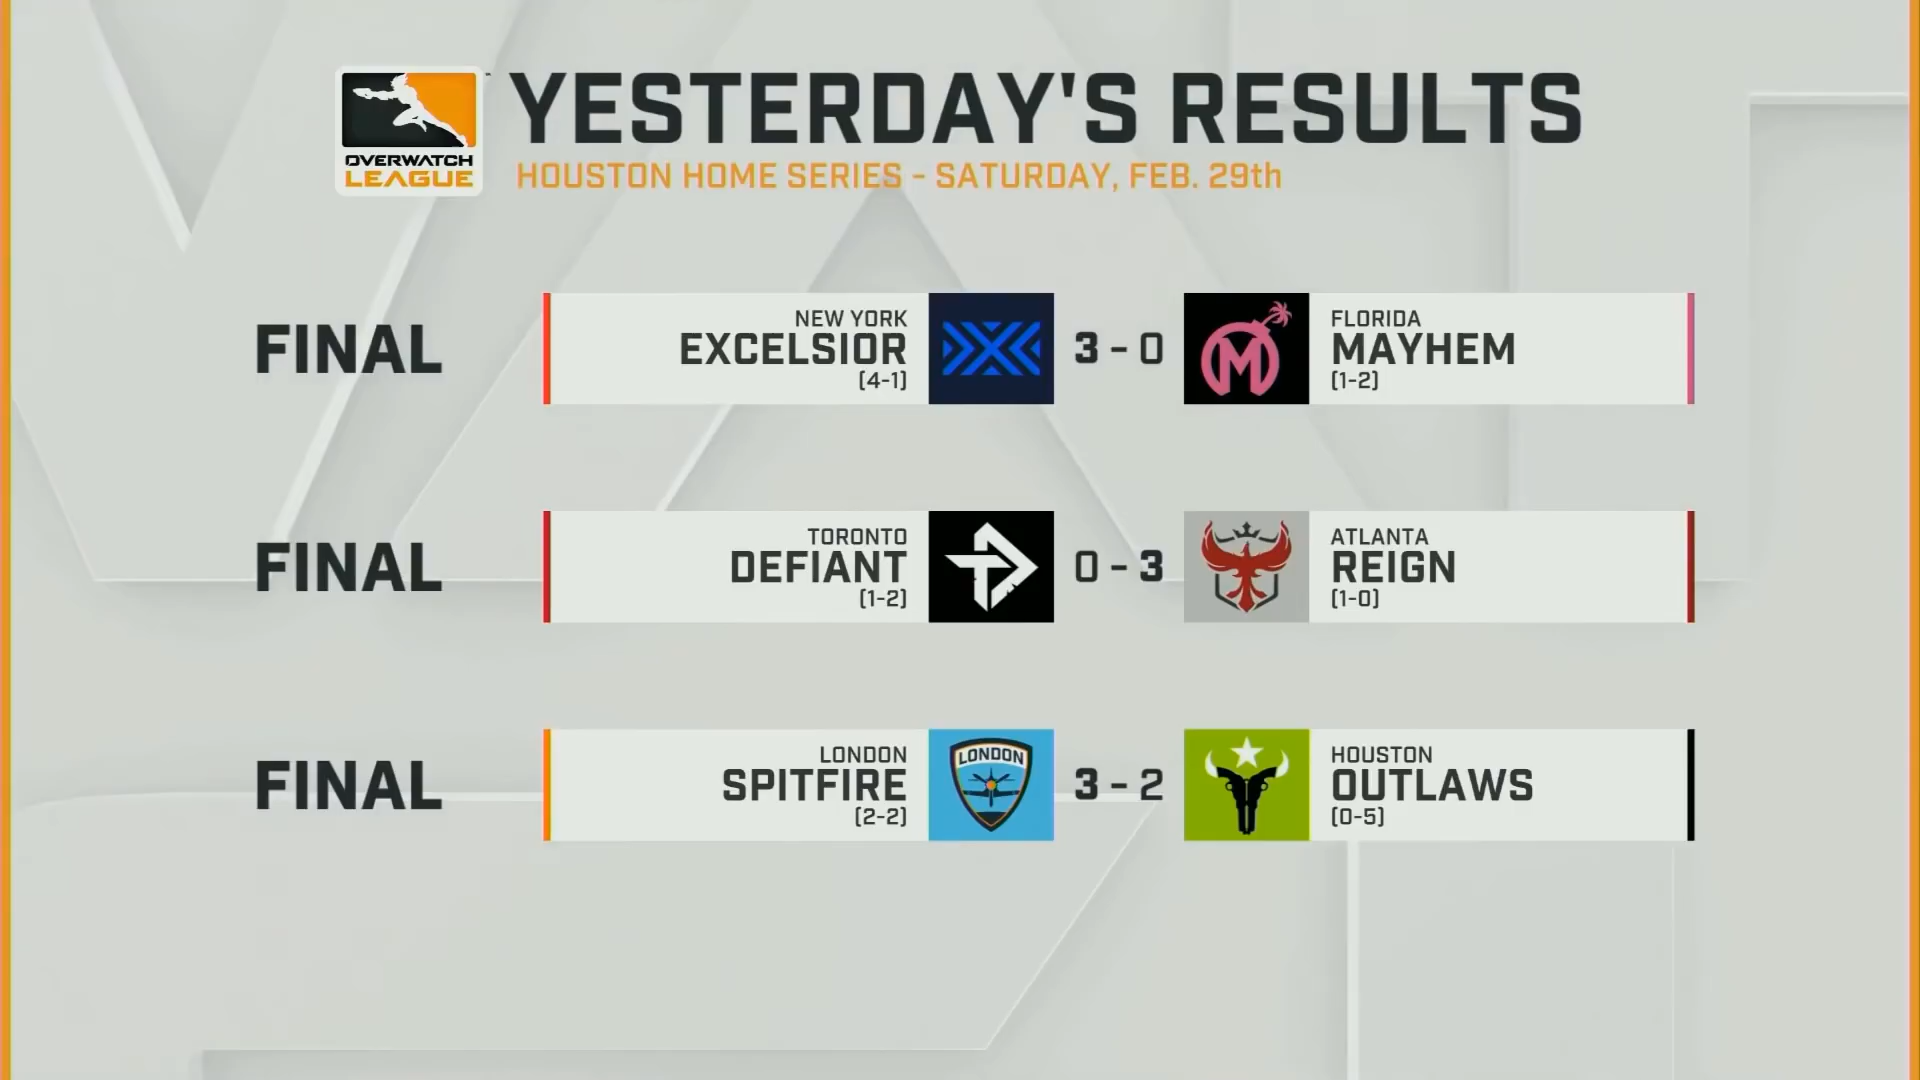 OVERWATCH
LEAGUE
YESTERDAY'S RESULTS
HOUSTON HOME SERIES - SATURDAY, FEB. 29th
FINAL
NEW YORK
EXCELSIOR
[4-1]
3 - 0
FLORIDA
MAYHEM
[1-2]
FINAL
TORONTO
DEFIANT
[1-2]
0 - 3
ATLANTA
REIGN
[1-0]
FINAL
LONDON
SPITFIRE
[2-2]
LONDON
3 - 2
HOUSTON
OUTLAWS
[0-5]